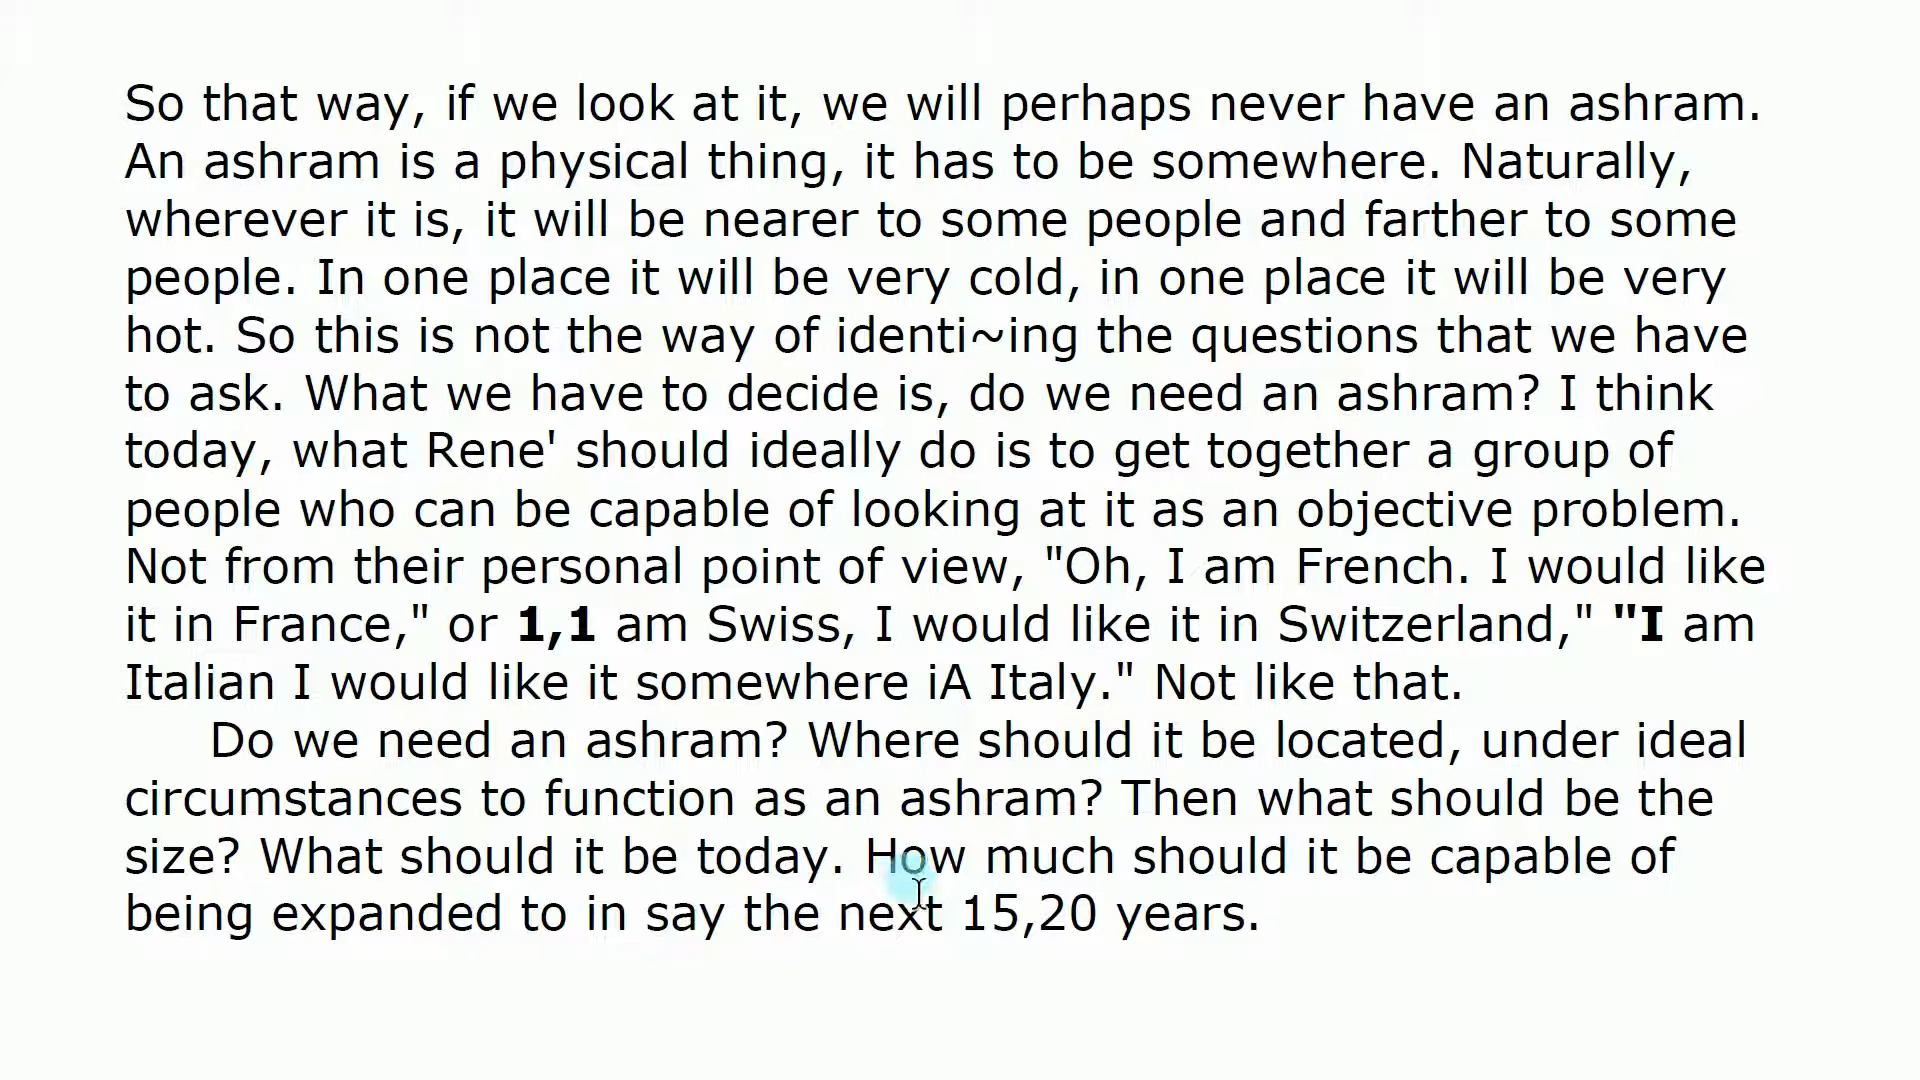 So that way, if we look at it, we will perhaps never have an ashram.
An ashram is a physical thing, it has to be somewhere. Naturally,
wherever it is, it will be nearer to some people and farther to some
people. In one place it will be very cold, in one place it will be very
hot. So this is not the way of identi~ing the questions that we have
to ask. What we have to decide is, do we need an ashram? I think
today, what Rene' should ideally do is to get together a group of
people who can be capable of looking at it as an objective problem.
Not from their personal point of view, "Oh, I am French. I would like
it in France," or 1,1 am Swiss, I would like it in Switzerland," "I am
Italian I would like it somewhere iA Italy." Not like that.
Do we need an ashram? Where should it be located, under ideal
circumstances to function as an ashram? Then what should be the
size? What should it be today. How much should it be capable of
being expanded to in say the next 15,20 years.